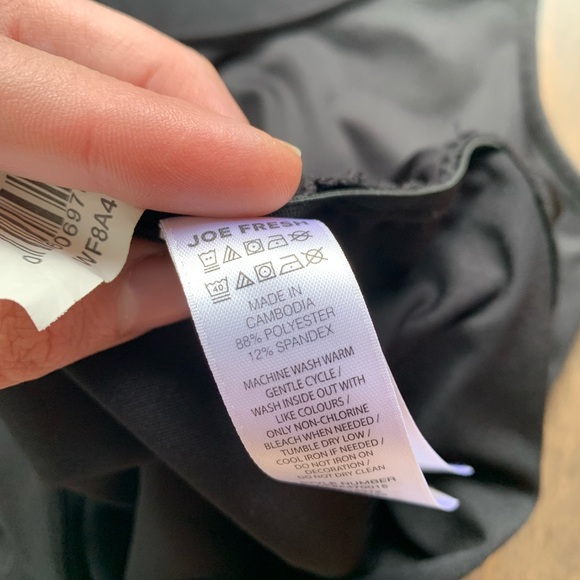 JOE FRESH
40
MADE IN
CAMBODIA
88% POLYESTER
12% SPANDEX
MACHINE WASH WARM
GENTLE CYCLE /
WASH INSIDE OUT WITH
LIKE COLOURS /
ONLY NON-CHLORINE
BLEACH WHEN NEEDED /
TUMBLE DRY LOW /
COOL IRON IF NEEDED /
DO NOT IRON ON
DECORATION /
DO NOT DRY CLEAN
STYLE NUMBER